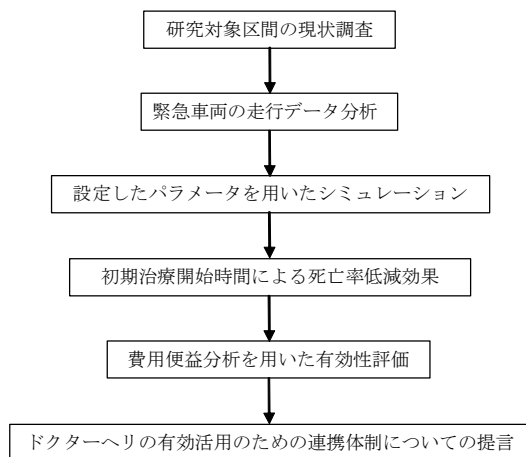 研究対象区間の現状調査
緊急車両の走行データ分析
設定したパラメータを用いたシミュレーション
初期治療開始時間による死亡率低減効果
費用便益分析を用いた有効性評価
ドクターヘリの有効活用のための連携体制についての提言